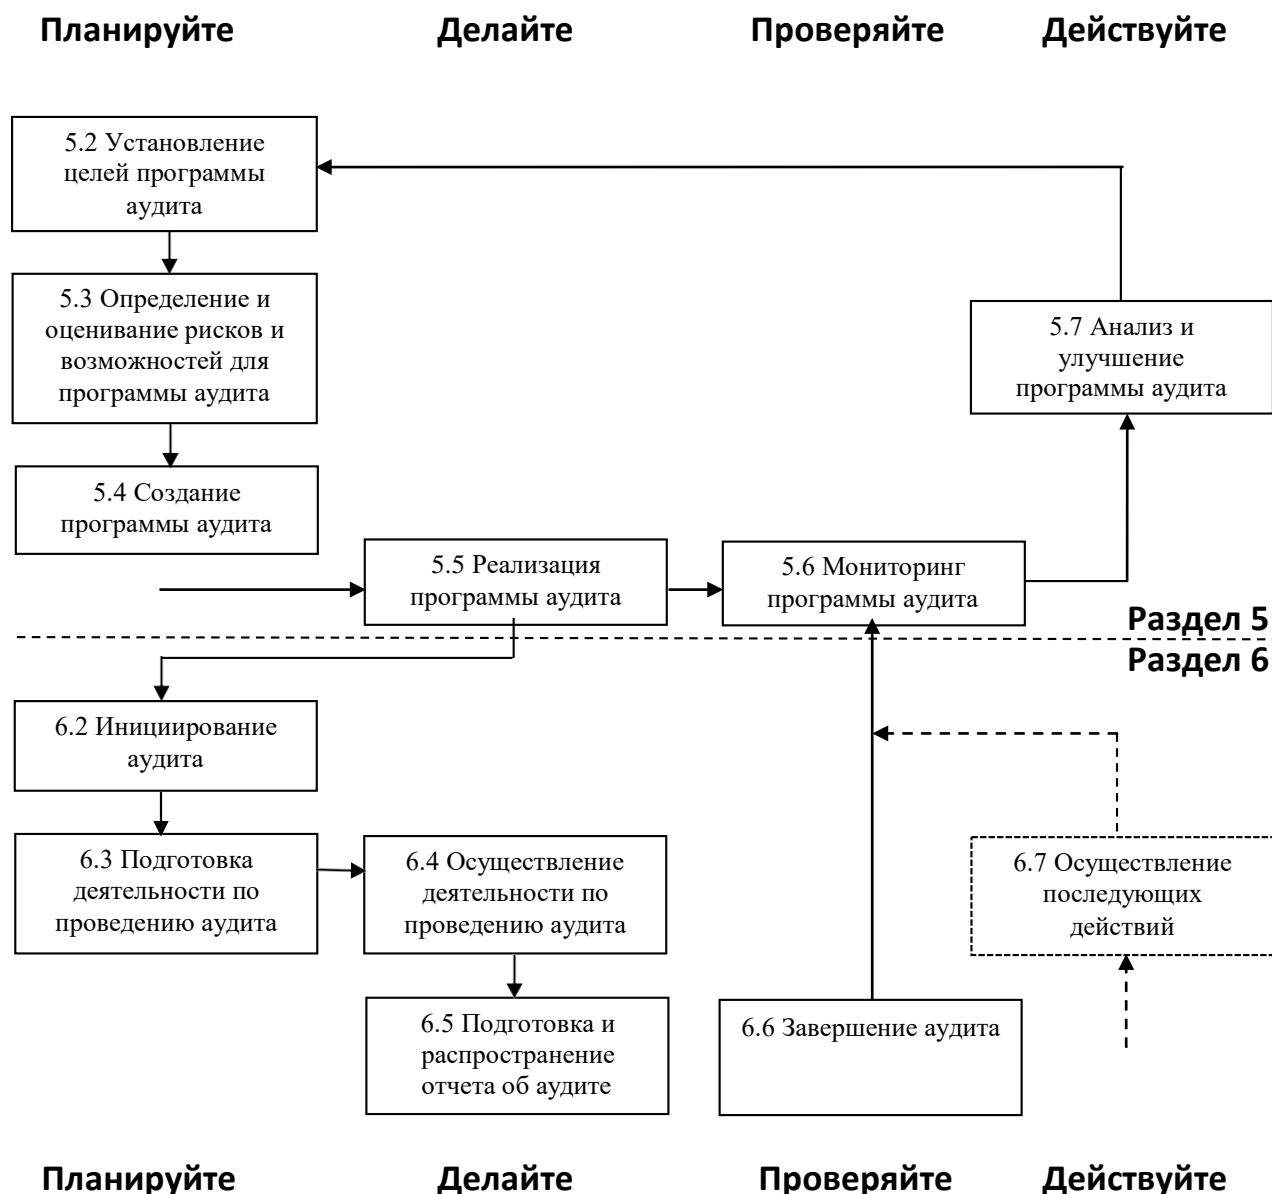 Планируйте
Делайте
Проверяйте
Действуйте
5.2 Установление
целей программы
аудита
5.3 Определение и
оценивание рисков и
возможностей для
программы аудита
5.7 Анализ и
улучшение
программы аудита
5.4 Создание
программы аудита
5.5 Реализация
программы аудита
5.6 Мониторинг
программы аудита
Раздел 5
Раздел 6
6.2 Инициирование
аудита
6.3 Подготовка
деятельности по
проведению аудита
6.4 Осуществление
деятельности по
проведению аудита
6.7 Осуществление
последующих
действий
6.5 Подготовка и
распространение
отчета об аудите
6.6 Завершение аудита
Планируйте
Делайте
Проверяйте
Действуйте